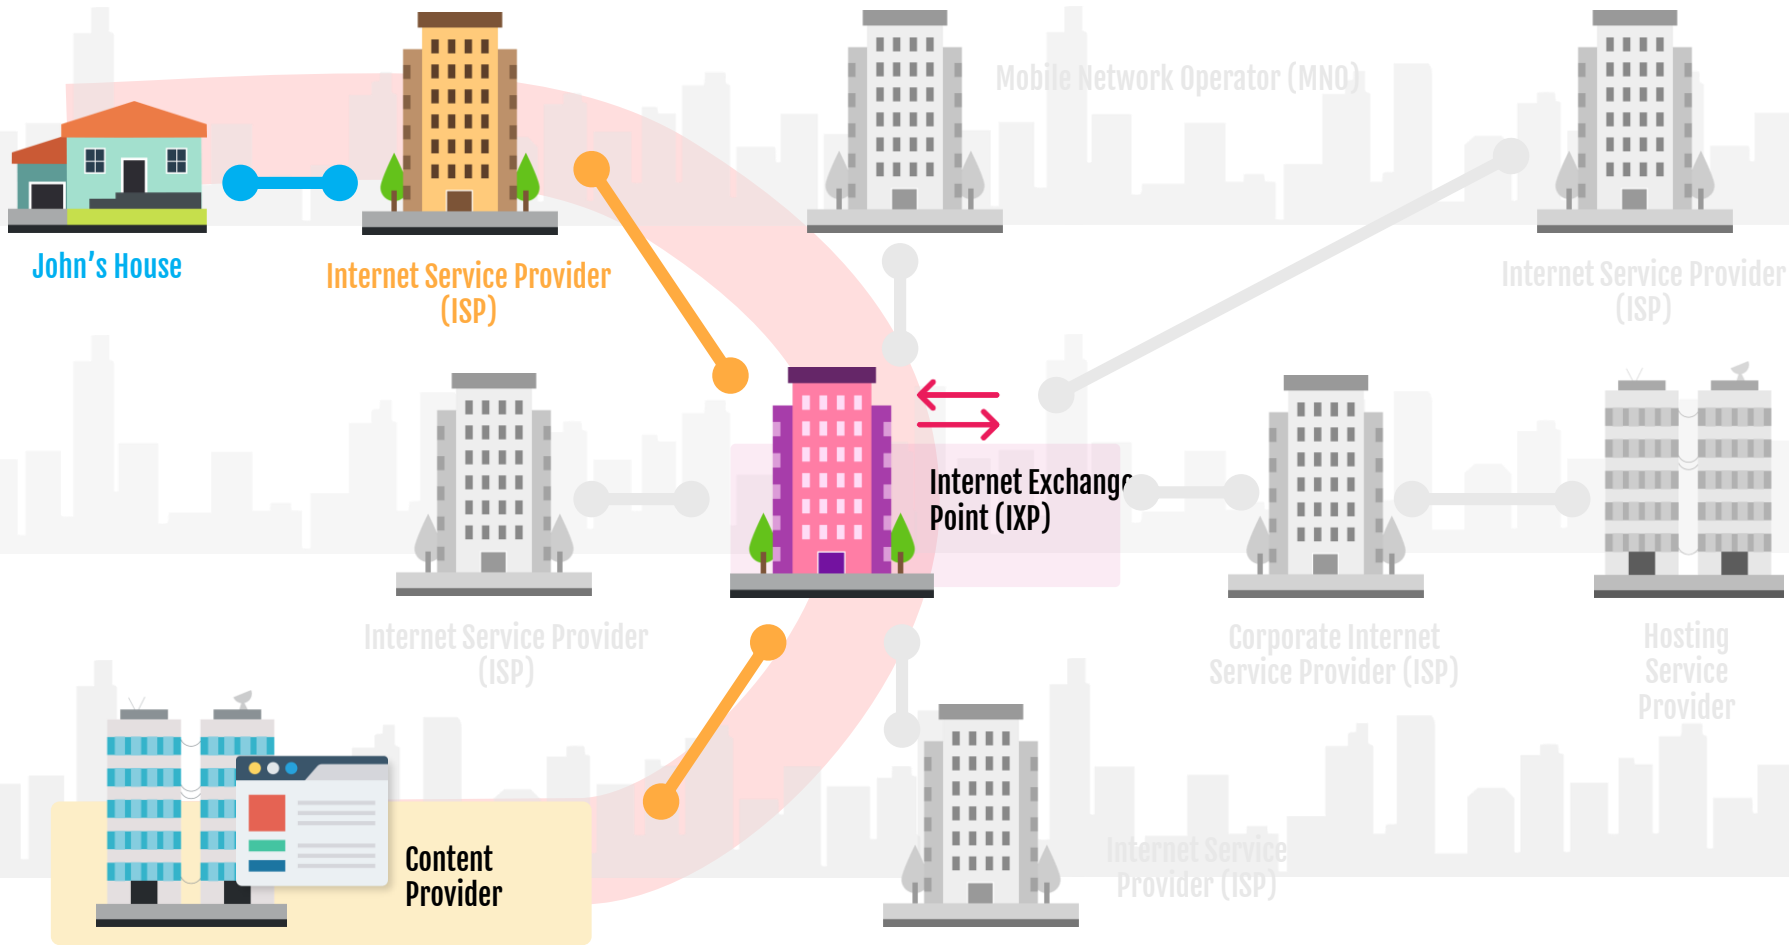 Mobile Network Operator (MNO)
John's House
Internet Service Provider
(ISP)
Internet Service Provider
(ISP)
Internet Exchange
Point (IXP)
Internet Service Provider
(ISP)
Corporate Internet
Service Provider (ISP)
Hosting
Service
Provider
Content
Provider
Internet Service
Provider (ISP)